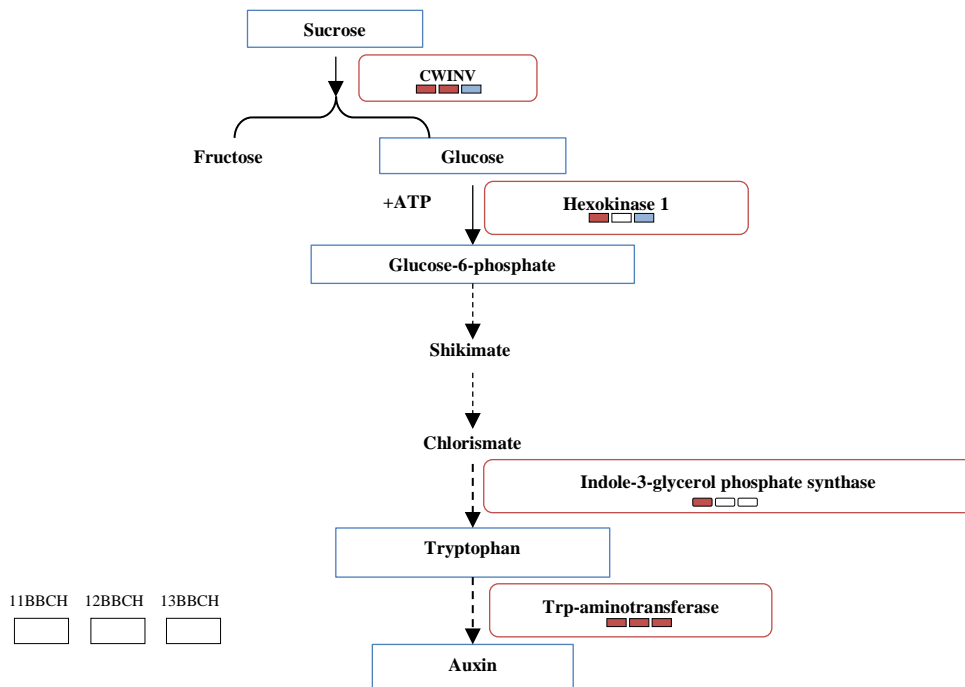 Sucrose
CWINV
Fructose
Glucose
+ATP
Hexokinase 1
Glucose-6-phosphate
Shikimate
Chlorismate
Indole-3-glycerol phosphate synthase
Tryptophan
11BBCH 12BBCH 13BBCH
Trp-aminotransferase
Auxin